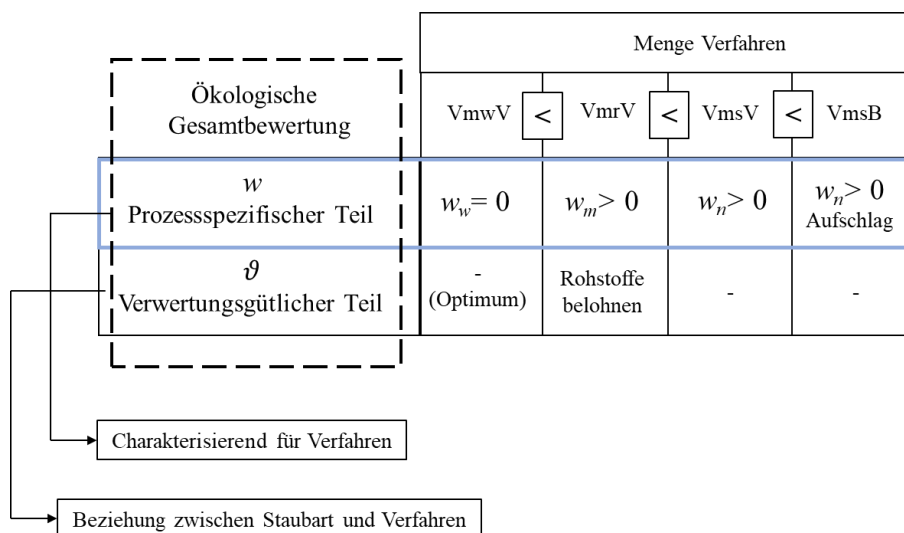 Menge Verfahren
Ökologische
Gesamtbewertung
VmwV < VmrV < VmsV < VmsB
w
Prozessspezifischer Teil
w_w= 0
w_m> 0
w_n> 0
w_n> 0
Aufschlag
ϑ
Verwertungsgütlicher Teil
-
(Optimum)
Rohstoffe
belohnen
-
-
Charakterisierend für Verfahren
Beziehung zwischen Staubart und Verfahren